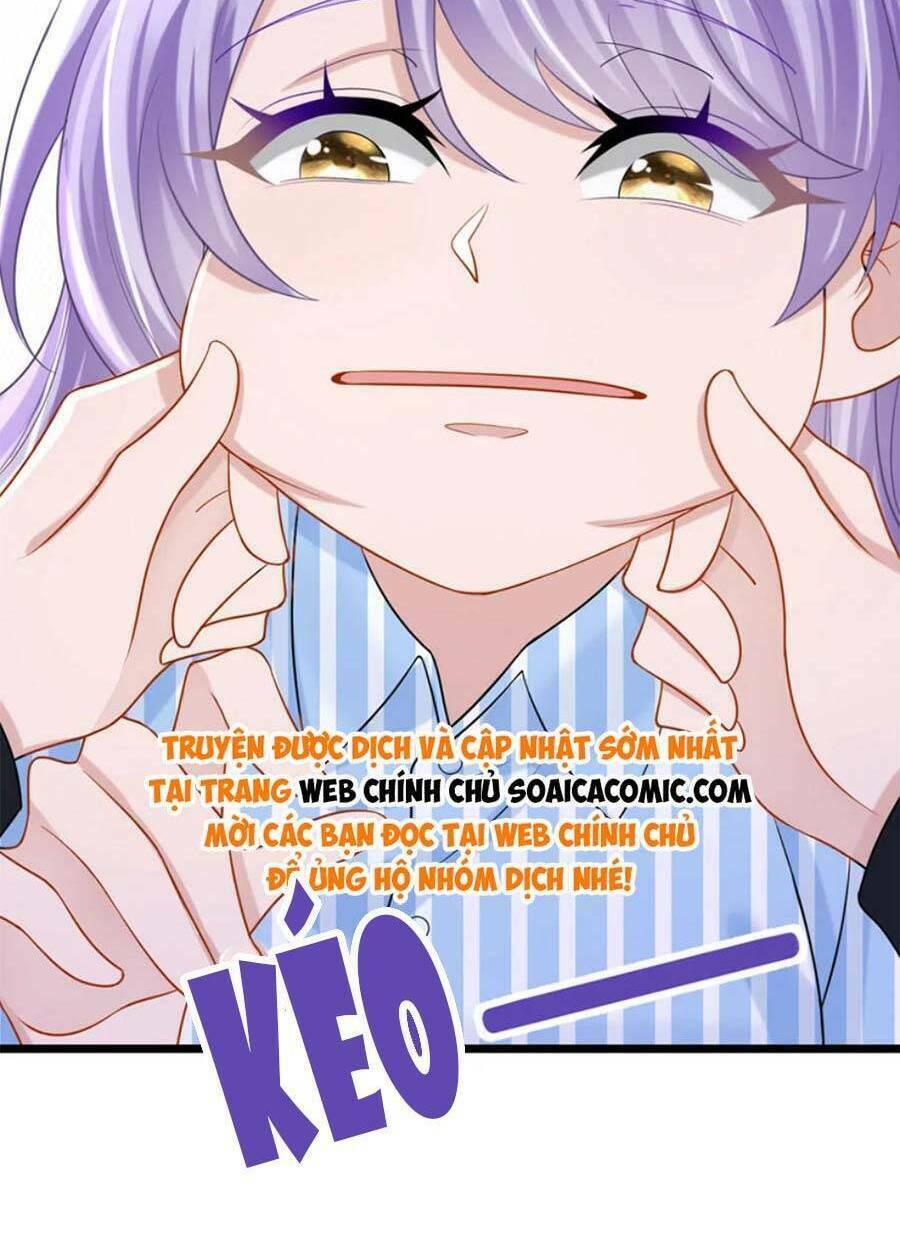 TRUYỆN ĐƯỢC DỊCH VÀ CẬP NHẬT SỚM NHẤT
TẠI TRANG WEB CHÍNH CHỦ SOAICACOMIC.COM
MỜI CÁC BẠN ĐỌC TẠI WEB CHÍNH CHỦ
ĐỂ ỦNG HỘ NHÓM DỊCH NHÉ!
KÉO